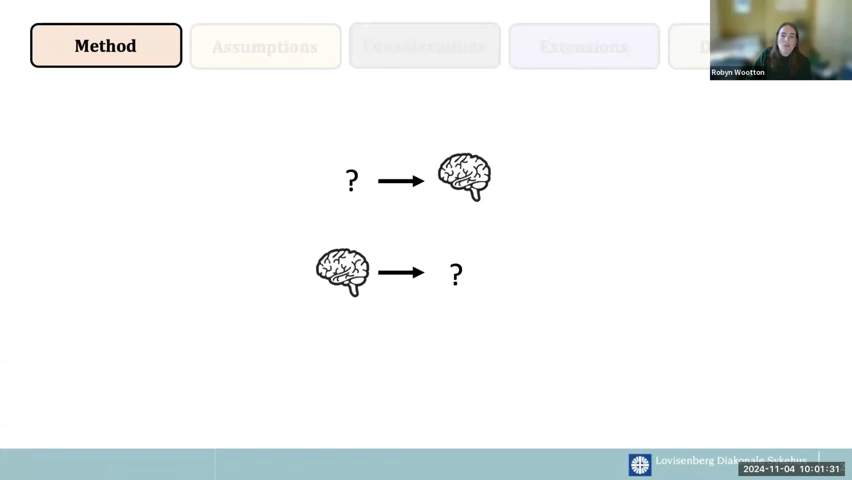 Method
Assumptions
Considerations
Extensions
D
Robyn Wootton
?
?
Lovisenberg Diakonale Sykehus
2024-11-04 10:01:31